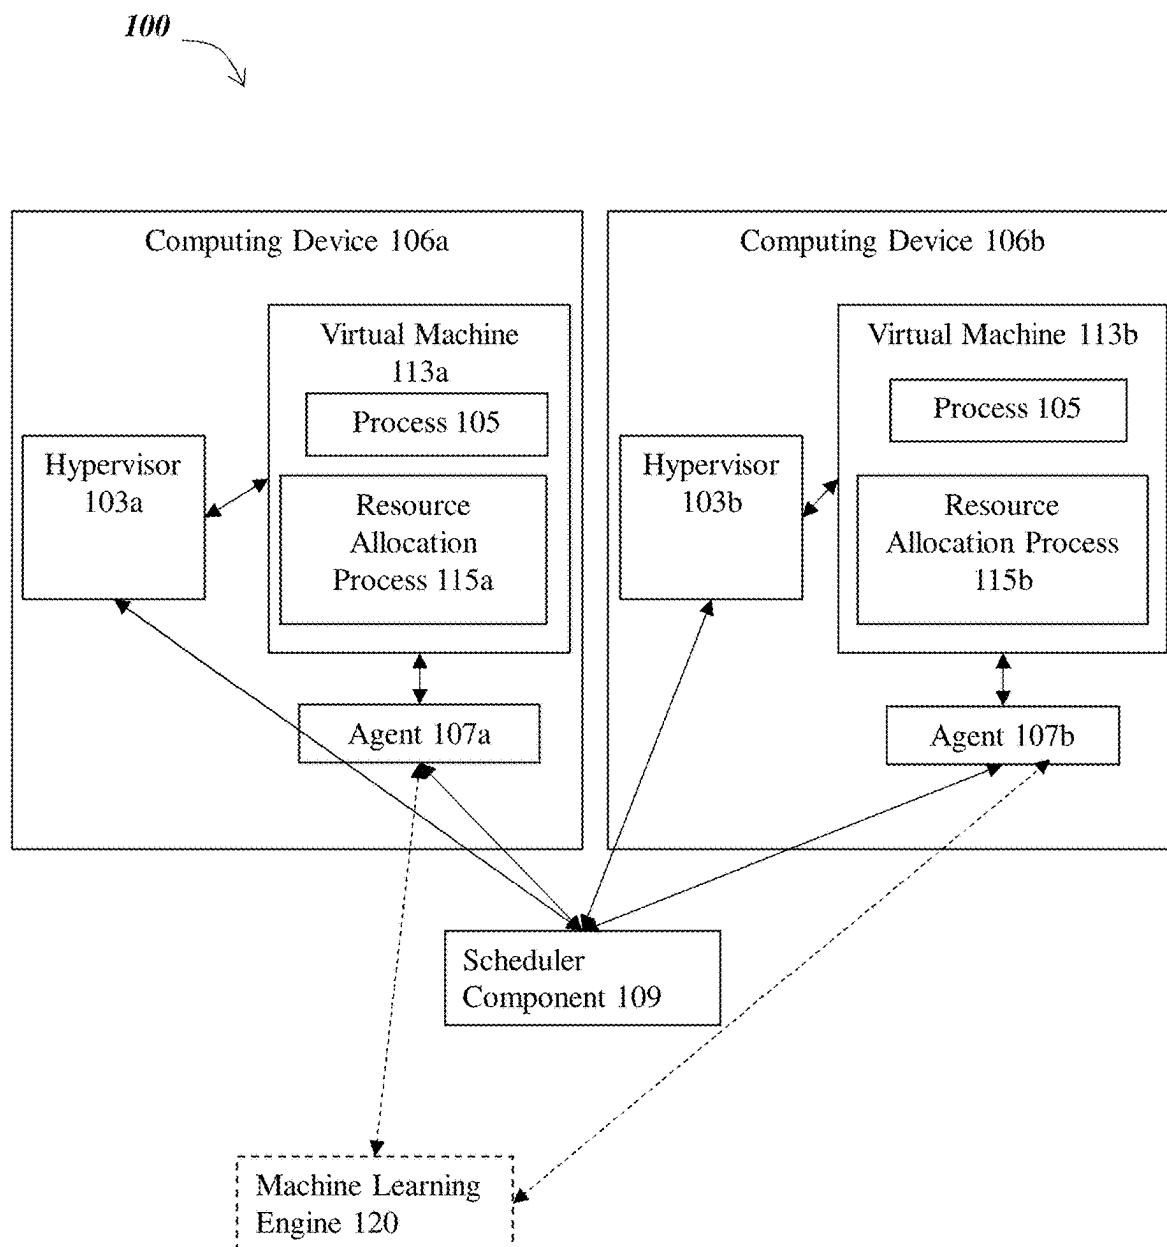 100
Computing Device 106a
Virtual Machine
113a
Process 105
Hypervisor
103a
Resource
Allocation
Process 115a
Agent 107a
Computing Device 106b
Virtual Machine 113b
Process 105
Hypervisor
103b
Resource
Allocation Process
115b
Agent 107b
Scheduler
Component 109
Machine Learning
Engine 120